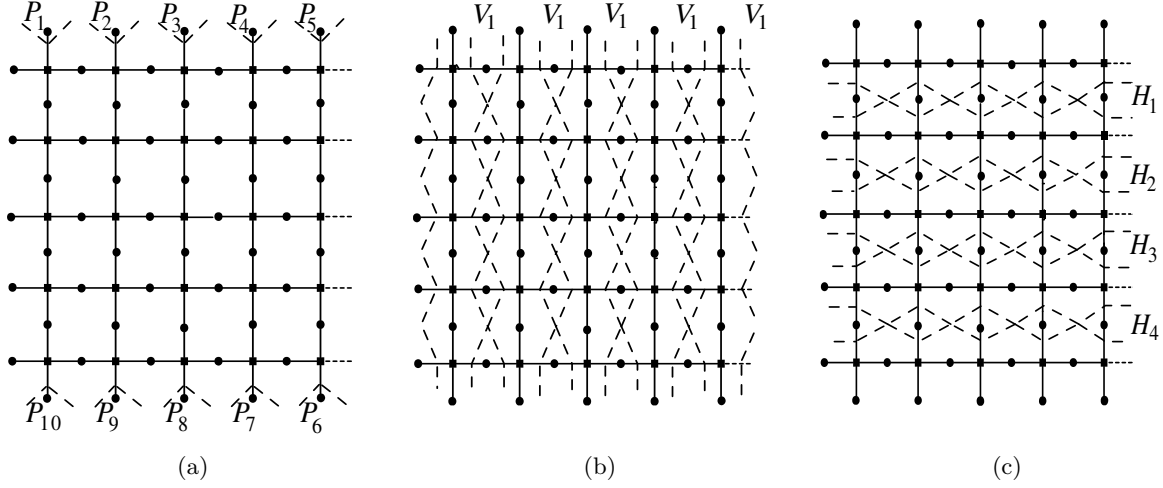 P1 P2 P3 P4 P5
P10 P9 P8 P7 P6
(a)
V1 V1 V1 V1 V1
(b)
H1
H2
H3
H4
(c)